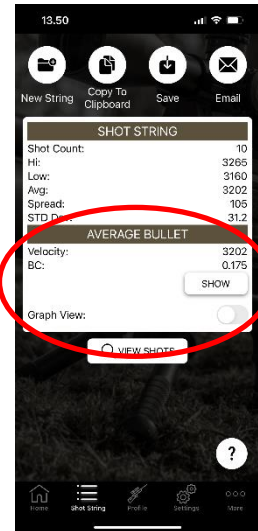 13.50
New String
Copy To
Clipboard
Save
Email
SHOT STRING
Shot Count: 10
Hi: 3265
Low: 3160
Avg: 3202
Spread: 105
STD Dev: 31.2
AVERAGE BULLET
Velocity: 3202
BC: 0.175
SHOW
Graph View:
VIEW SHOTS
?
Home Shot String Profile Settings More